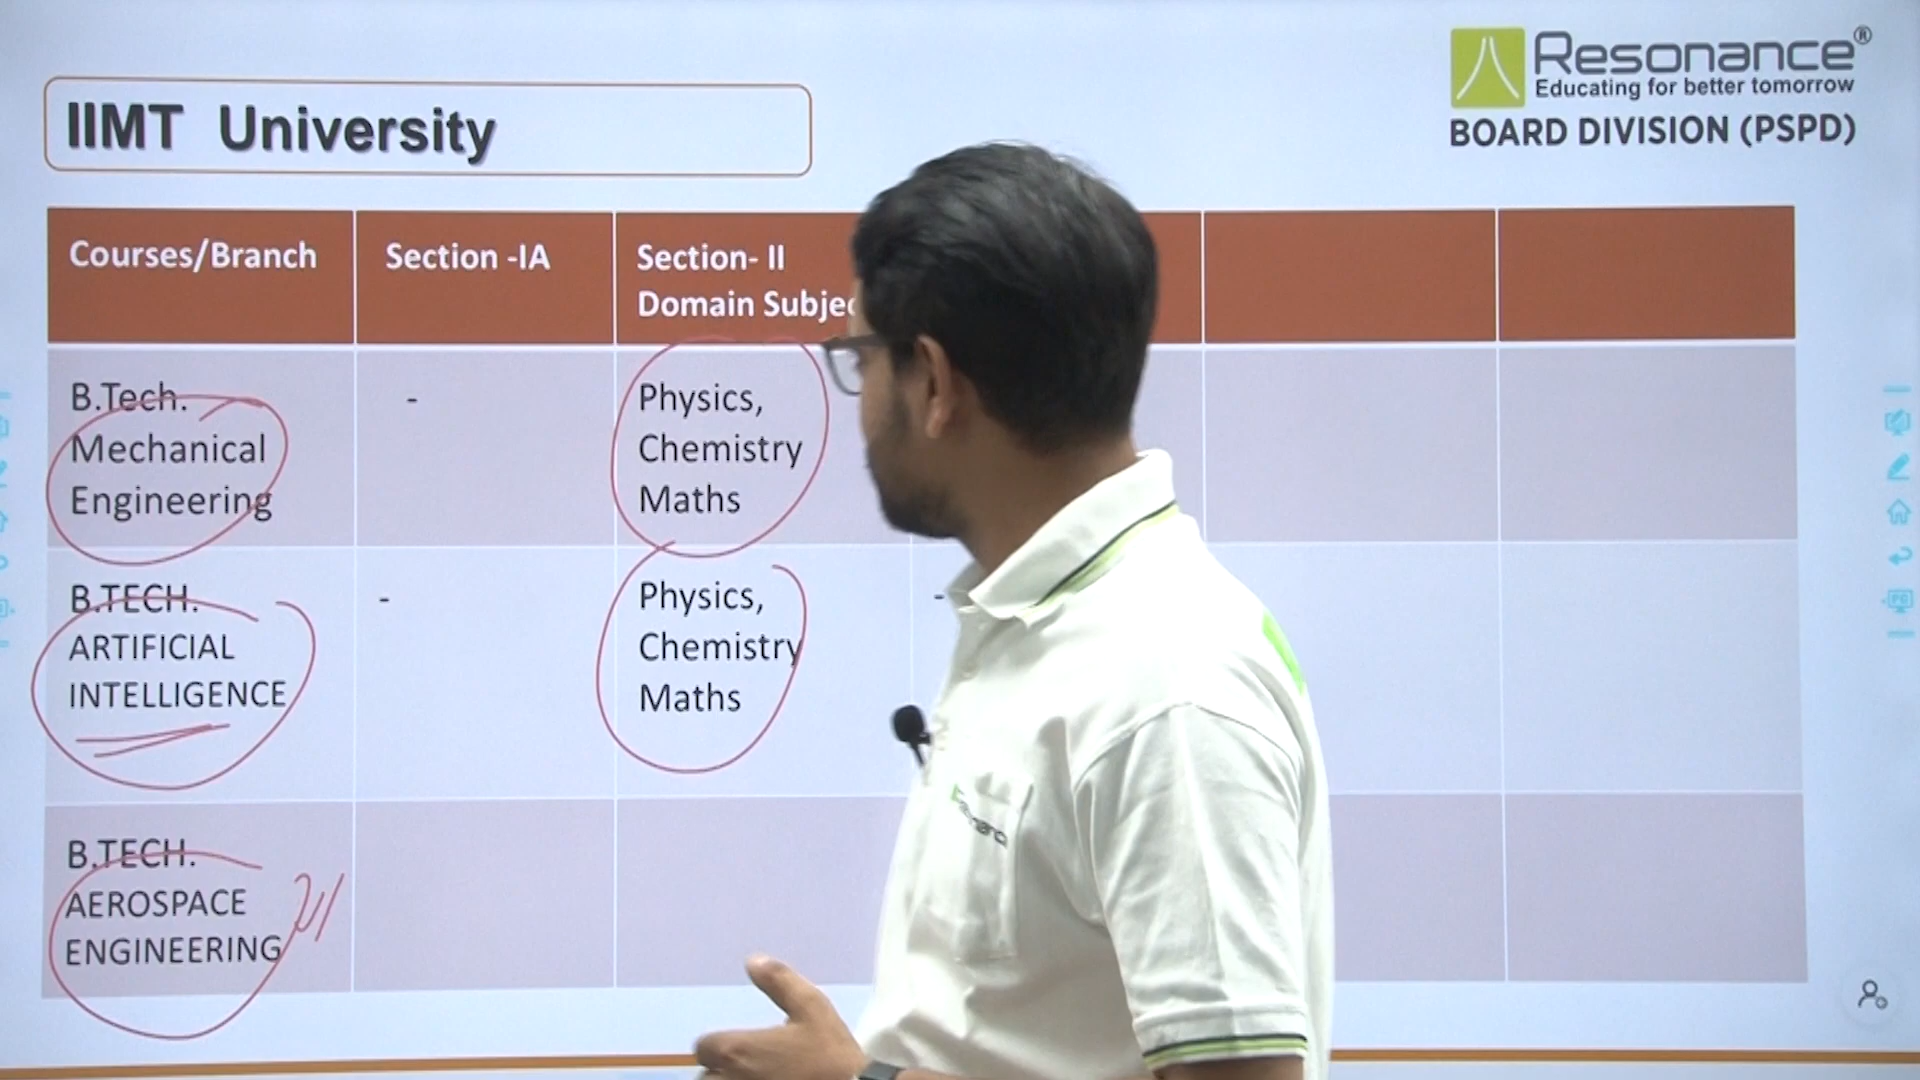 Resonance®
Educating for better tomorrow
BOARD DIVISION (PSPD)
IIMT University
Courses/Branch
Section -IA
Section- II
Domain Subjec
B.Tech.
Mechanical
Engineering
-
Physics,
Chemistry
Maths
B.TECH.
ARTIFICIAL
INTELLIGENCE
-
Physics,
Chemistry
Maths
-
B.TECH.
AEROSPACE
ENGINEERING